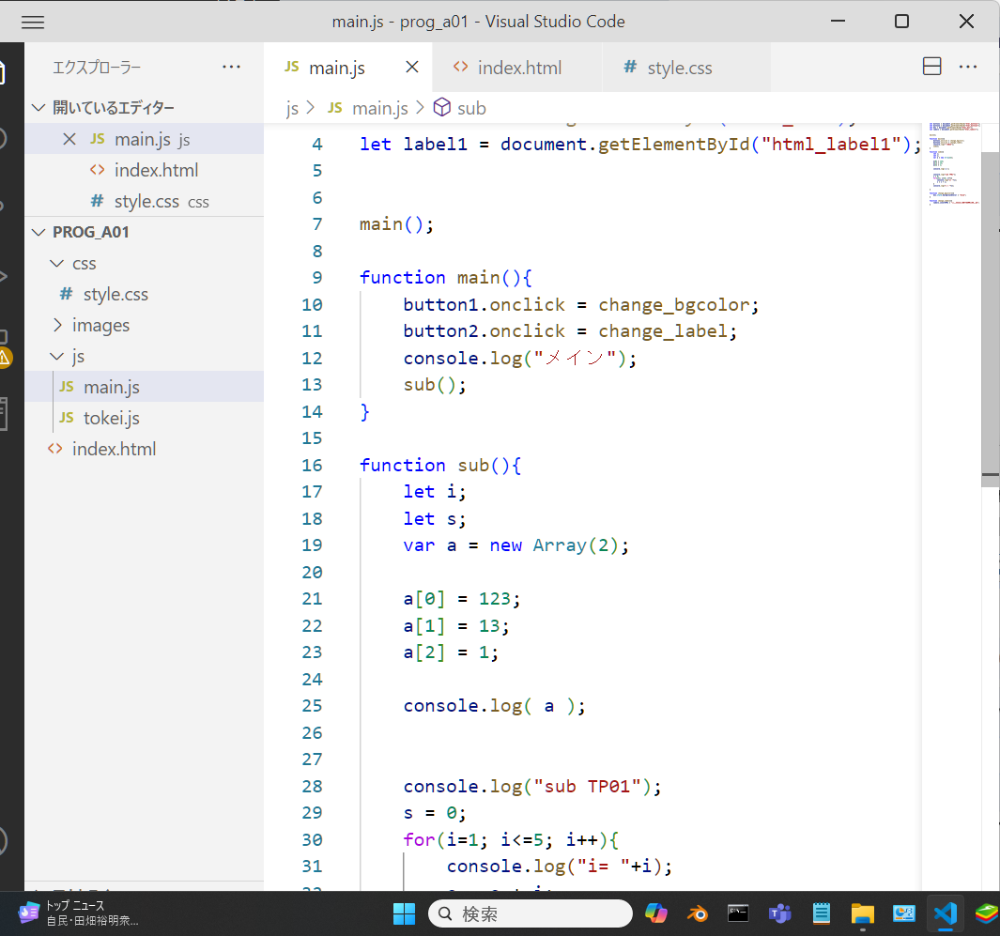 main.js - prog_a01 - Visual Studio Code
エクスプローラー
main.js
index.html
style.css
開いているエディター
main.js js
index.html
style.css css
PROG_A01
css
style.css
images
js
main.js
tokei.js
index.html
js > main.js > sub
4 let label1 = document.getElementById("html_label1");
5
6
7 main();
8
9 function main(){
10 button1.onclick = change_bgcolor;
11 button2.onclick = change_label;
12 console.log("メイン");
13 sub();
14 }
15
16 function sub(){
17 let i;
18 let s;
19 var a = new Array(2);
20
21 a[0] = 123;
22 a[1] = 13;
23 a[2] = 1;
24
25 console.log( a );
26
27
28 console.log("sub TP01");
29 s = 0;
30 for(i=1; i<=5; i++){
31 console.log("i= "+i);
トップ ニュース
自民・田畑裕明衆...
検索